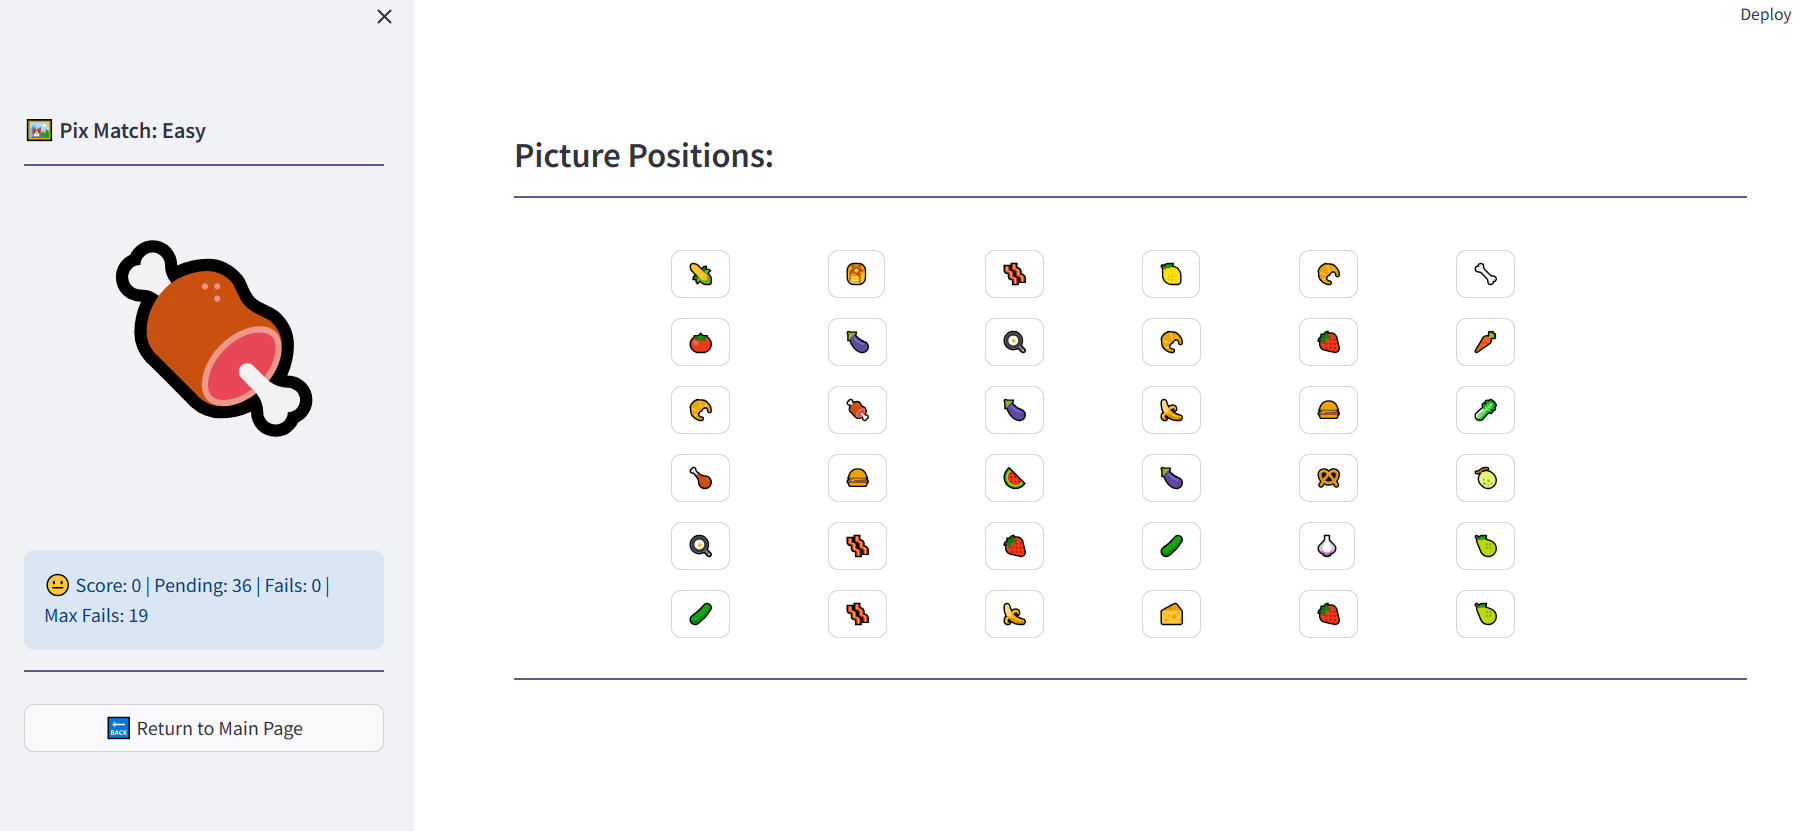 Deploy
Pix Match: Easy
Picture Positions:
Score: 0 | Pending: 36 | Fails: 0 |
Max Fails: 19
BACK
Return to Main Page